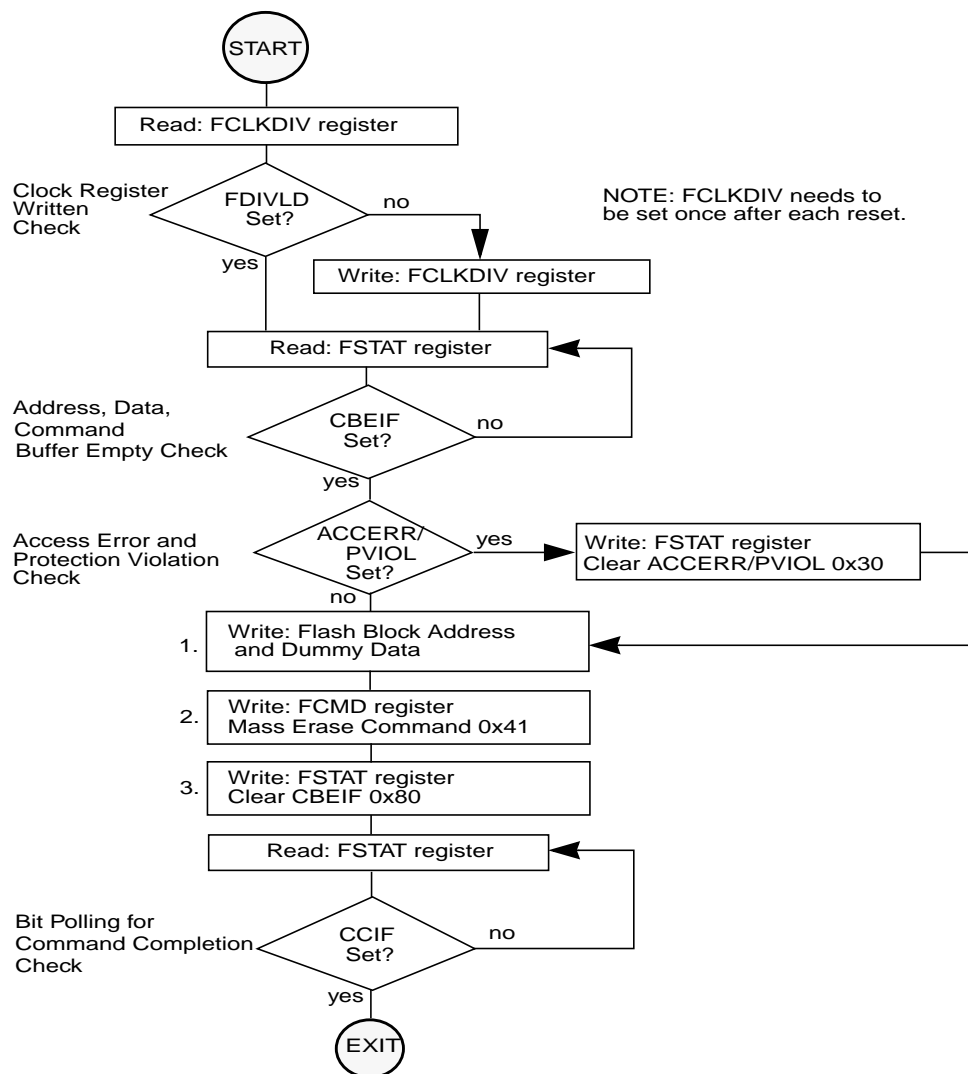 START
Read: FCLKDIV register
Clock Register
Written
Check
FDIVLD
Set?
no
yes
NOTE: FCLKDIV needs to
be set once after each reset.
Write: FCLKDIV register
Read: FSTAT register
Address, Data,
Command
Buffer Empty Check
CBEIF
Set?
no
yes
Access Error and
Protection Violation
Check
ACCERR/
PVIOL
Set?
yes
no
Write: FSTAT register
Clear ACCERR/PVIOL 0x30
1.
Write: Flash Block Address
and Dummy Data
2.
Write: FCMD register
Mass Erase Command 0x41
3.
Write: FSTAT register
Clear CBEIF 0x80
Read: FSTAT register
Bit Polling for
Command Completion
Check
CCIF
Set?
no
yes
EXIT